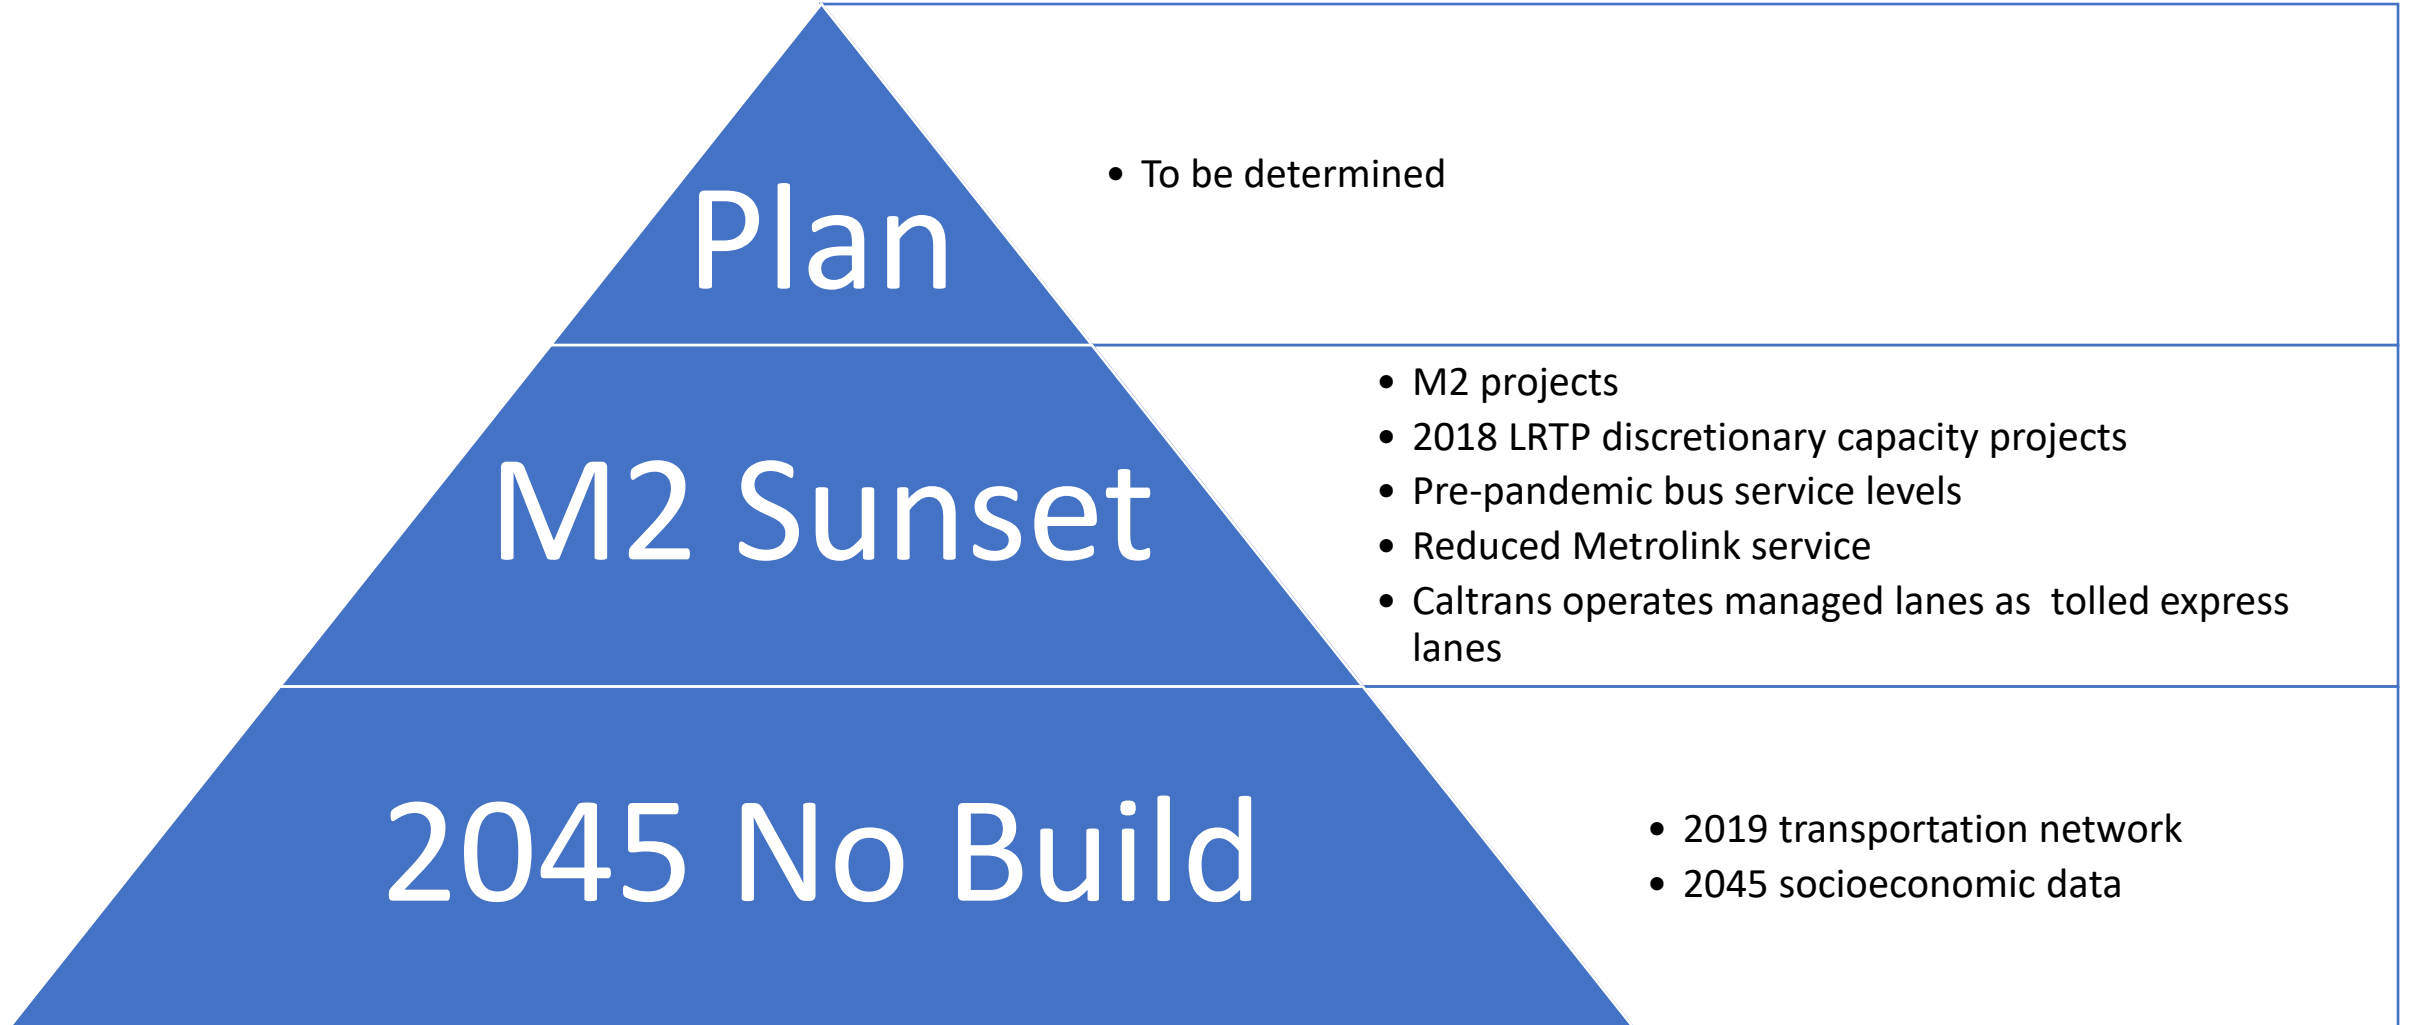 Plan
• To be determined
M2 Sunset
• M2 projects
• 2018 LRTP discretionary capacity projects
• Pre-pandemic bus service levels
• Reduced Metrolink service
• Caltrans operates managed lanes as  tolled express
lanes
2045 No Build
• 2019 transportation network
• 2045 socioeconomic data